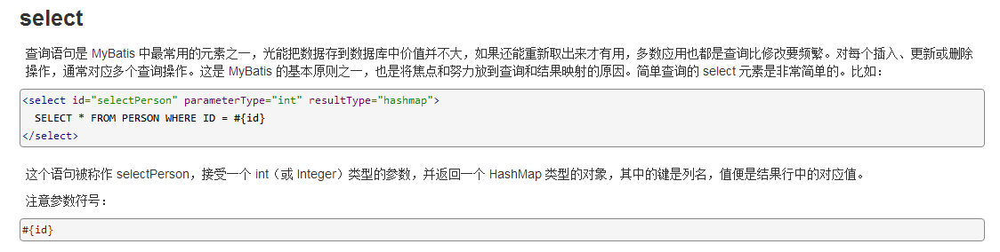 select
查询语句是 MyBatis 中最常用的元素之一，光能把数据存到数据库中价值并不大，如果还能重新取出来才有用，多数应用也都是查询比修改要频繁。对每个插入、更新或删除
操作，通常对应多个查询操作。这是 MyBatis 的基本原则之一，也是将焦点和努力放到查询和结果映射的原因。简单查询的 select 元素是非常简单的。比如：
<select id="selectPerson" parameterType="int" resultType="hashmap">
SELECT * FROM PERSON WHERE ID = #{id}
</select>
这个语句被称作 selectPerson，接受一个 int（或 Integer）类型的参数，并返回一个 HashMap 类型的对象，其中的键是列名，值便是结果行中的对应值。
注意参数符号：
#{id}